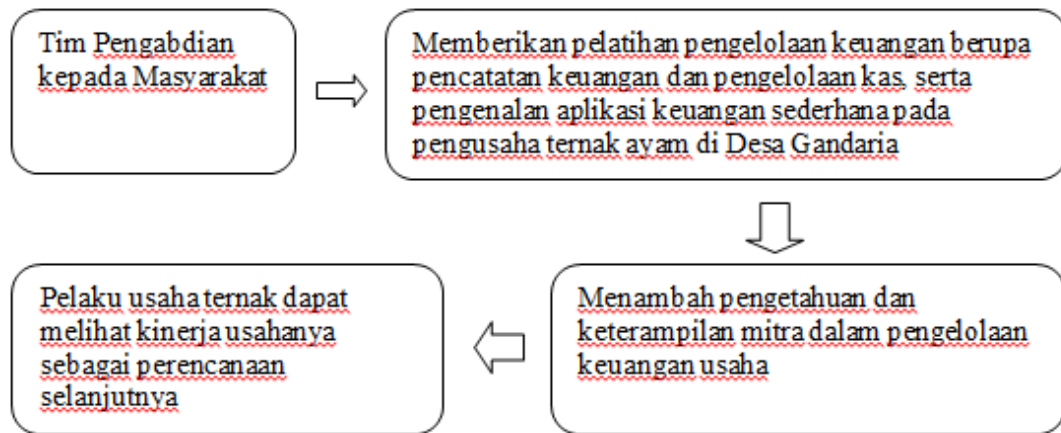 Tim Pengabdian
kepada Masyarakat
Memberikan pelatihan pengelolaan keuangan berupa
pencatatan keuangan dan pengelolaan kas, serta
pengenalan aplikasi keuangan sederhana pada
pengusaha ternak ayam di Desa Gandaria
Menambah pengetahuan dan
keterampilan mitra dalam pengelolaan
keuangan usaha
Pelaku usaha ternak dapat
melihat kinerja usahanya
sebagai perencanaan
selanjutnya